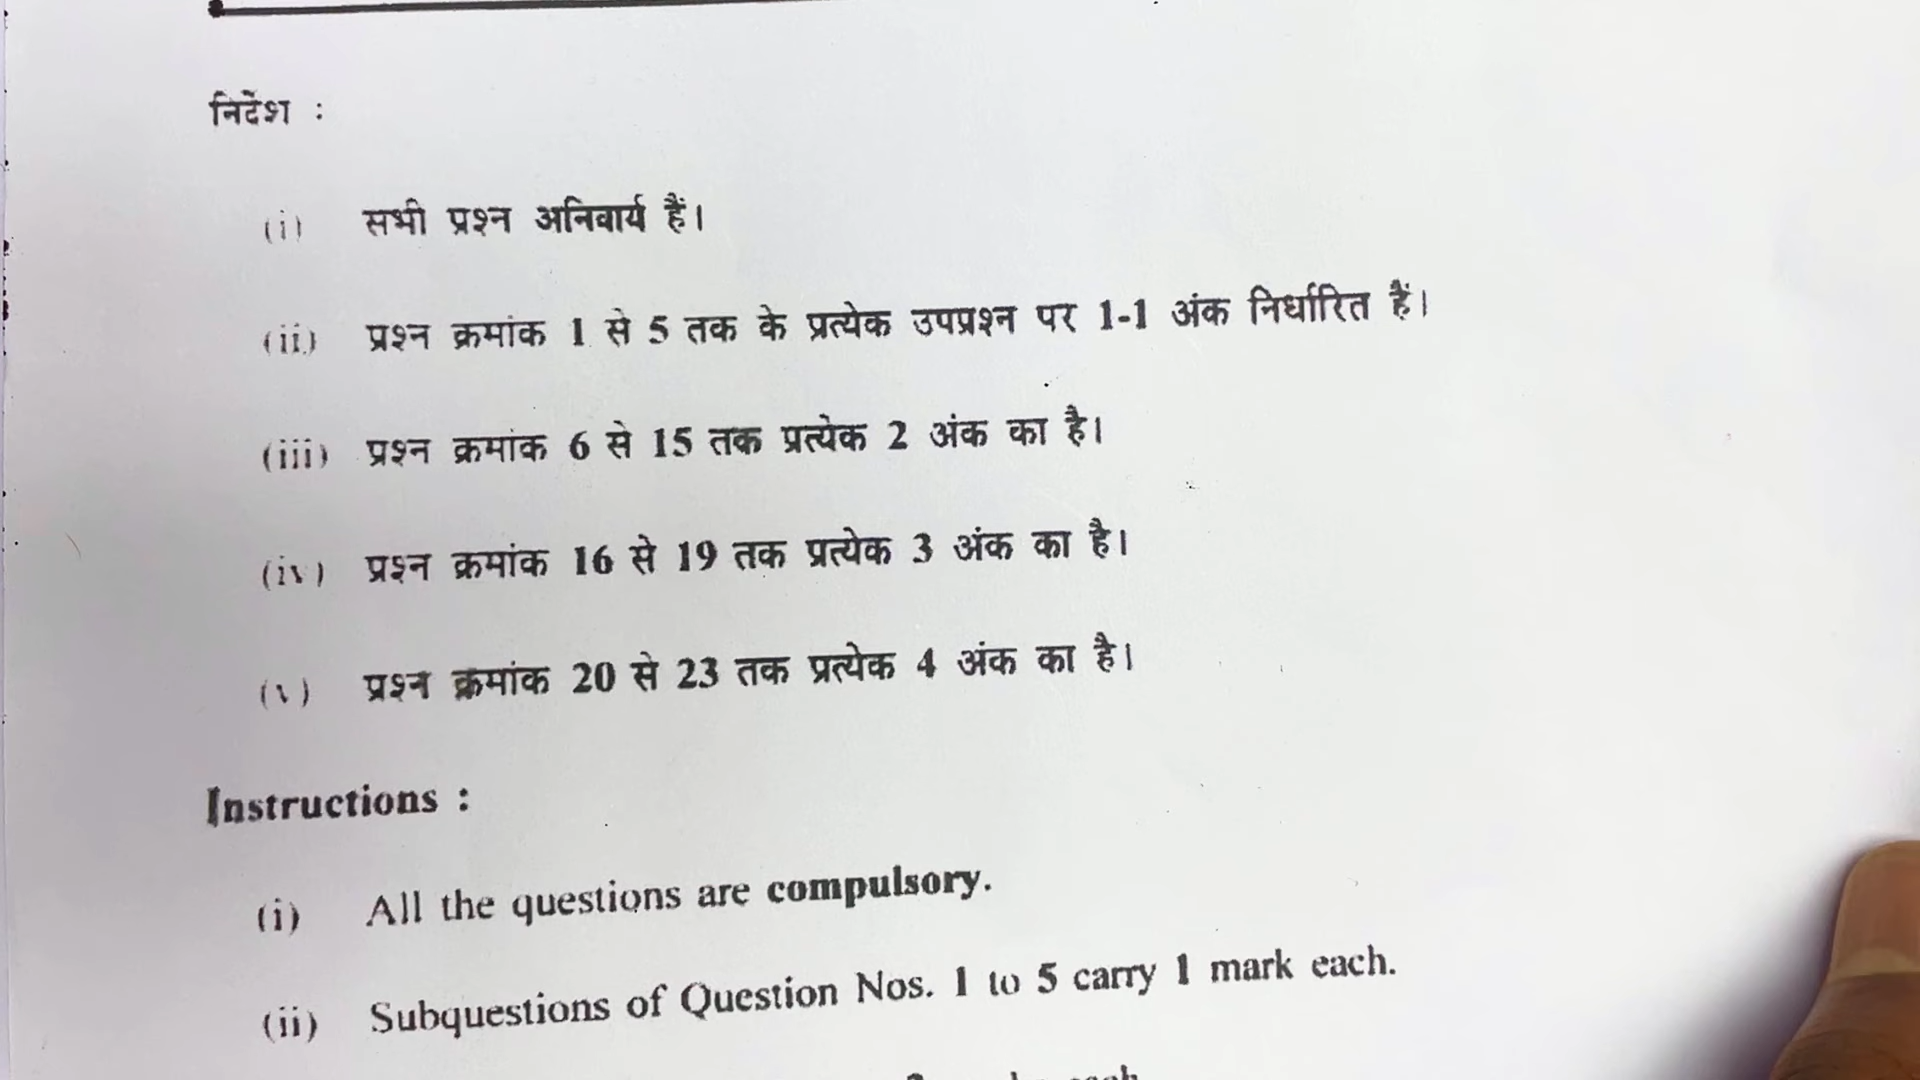 निर्देश :
(i) सभी प्रश्न अनिवार्य हैं।
(ii) प्रश्न क्रमांक 1 से 5 तक के प्रत्येक उपप्रश्न पर 1-1 अंक निर्धारित हैं।
(iii) प्रश्न क्रमांक 6 से 15 तक प्रत्येक 2 अंक का है।
(iv) प्रश्न क्रमांक 16 से 19 तक प्रत्येक 3 अंक का है।
(v) प्रश्न क्रमांक 20 से 23 तक प्रत्येक 4 अंक का है।
Instructions :
(i) All the questions are compulsory.
(ii) Subquestions of Question Nos. 1 to 5 carry 1 mark each.
each